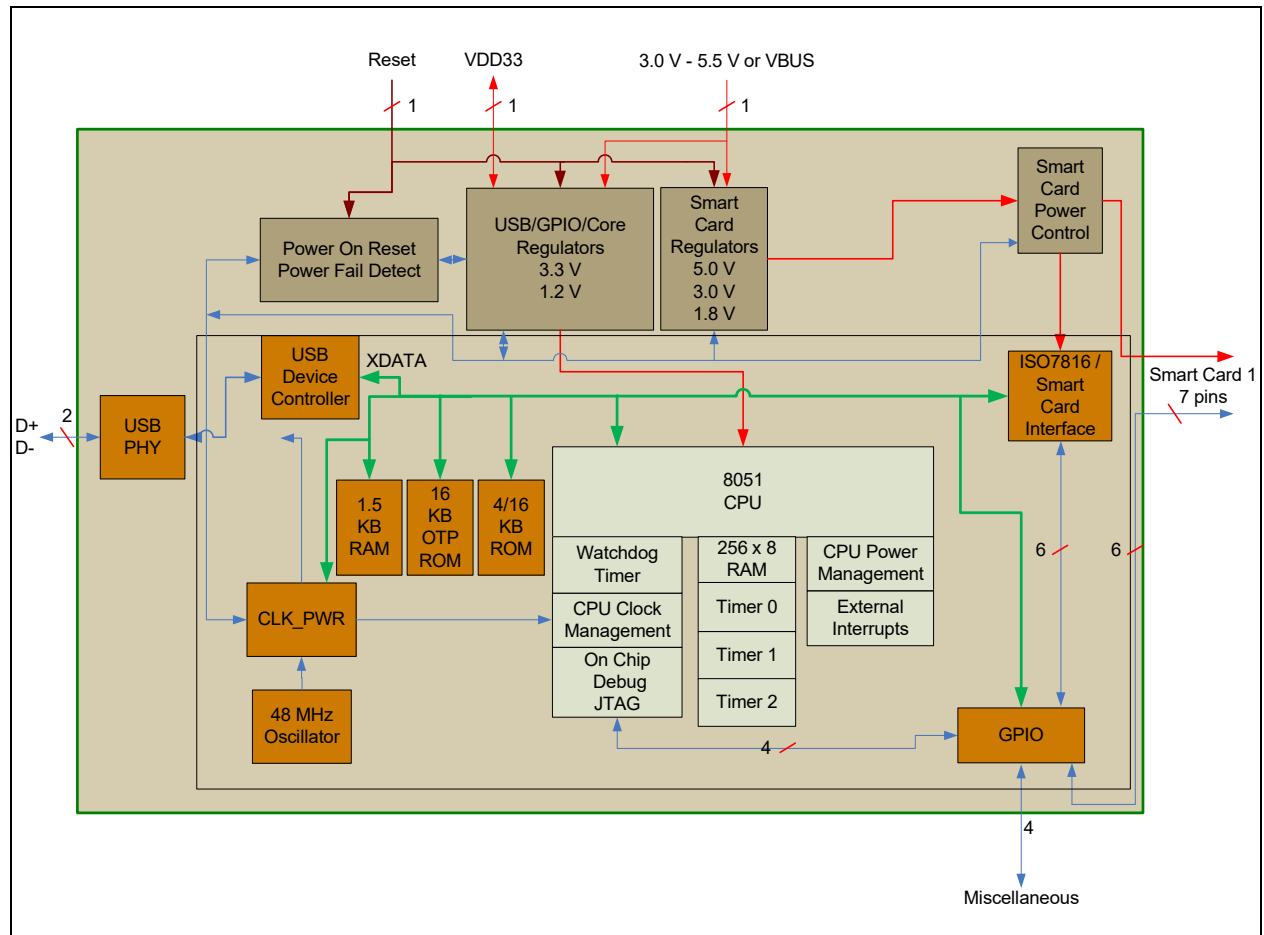 Reset
VDD33
3.0 V - 5.5 V or VBUS
1
1
1
Smart
Card
Power
Control
Power On Reset
Power Fail Detect
USB/GPIO/Core
Regulators
3.3 V
1.2 V
Smart
Card
Regulators
5.0 V
3.0 V
1.8 V
USB
Device
Controller
XDATA
ISO7816 /
Smart
Card
Interface
Smart Card 1
7 pins
D+
D-
2
USB
PHY
1.5
KB
RAM
16
KB
OTP
ROM
4/16
KB
ROM
8051
CPU
Watchdog
Timer
256 x 8
RAM
CPU Power
Management
6
6
CLK_PWR
CPU Clock
Management
Timer 0
External
Interrupts
On Chip
Debug
JTAG
Timer 1
Timer 2
48 MHz
Oscillator
4
GPIO
4
Miscellaneous